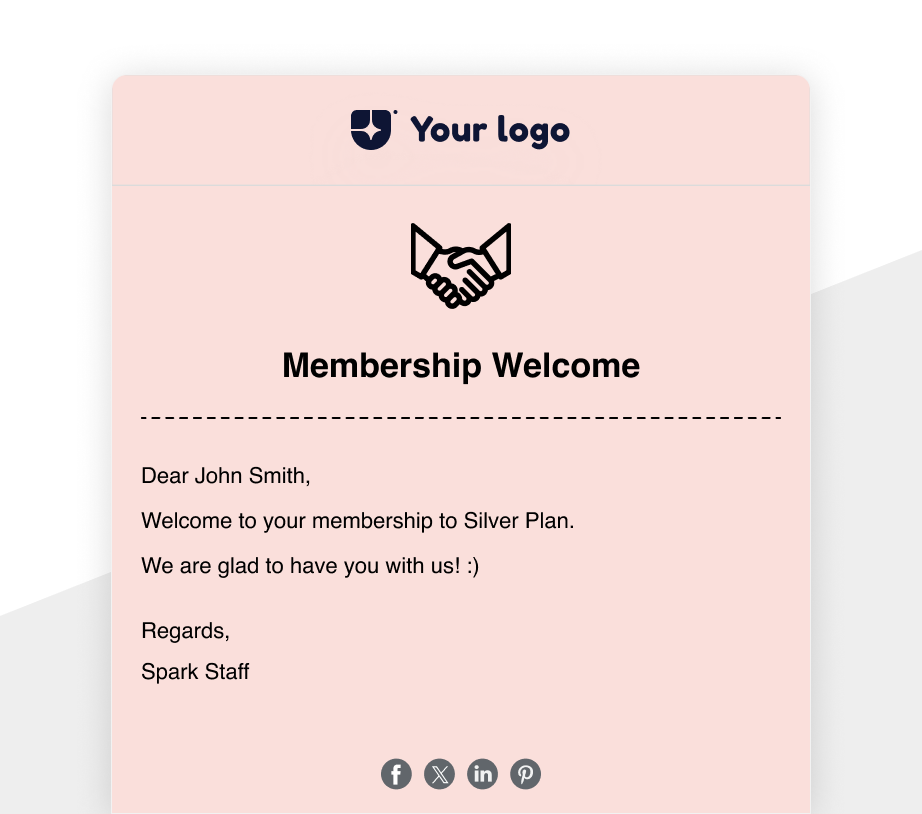 Your logo
Membership Welcome
Dear John Smith,
Welcome to your membership to Silver Plan.
We are glad to have you with us! :)
Regards,
Spark Staff